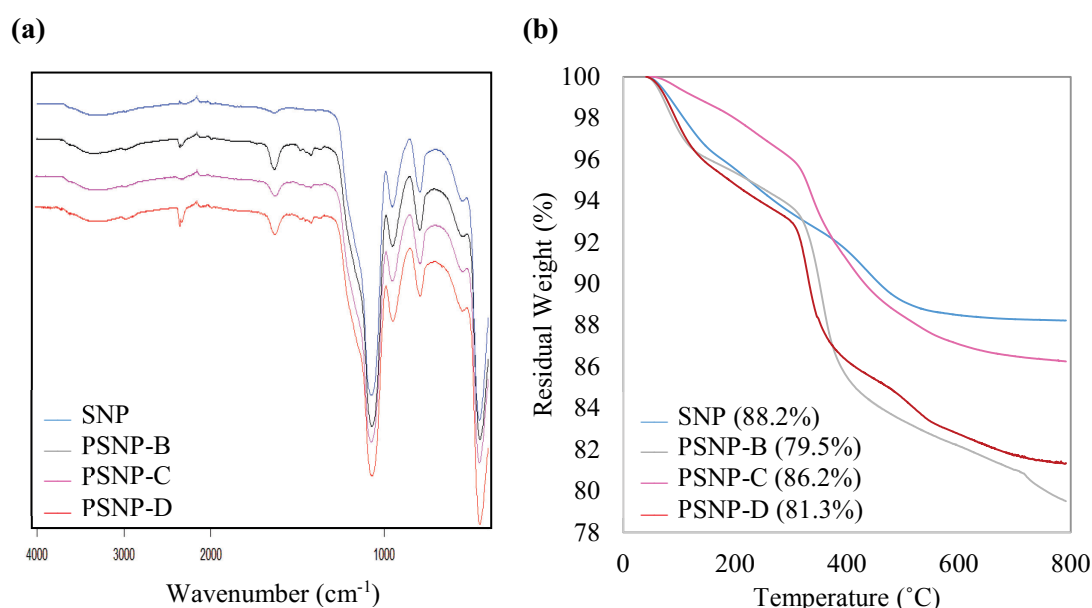 (a)
SNP
PSNP-B
PSNP-C
PSNP-D
4000 3000 2000 1000
Wavenumber (cm⁻¹)
(b)
Residual Weight (%)
100
98
96
94
92
90
88
86
84
82
80
78
SNP (88.2%)
PSNP-B (79.5%)
PSNP-C (86.2%)
PSNP-D (81.3%)
0 200 400 600 800
Temperature (˚C)